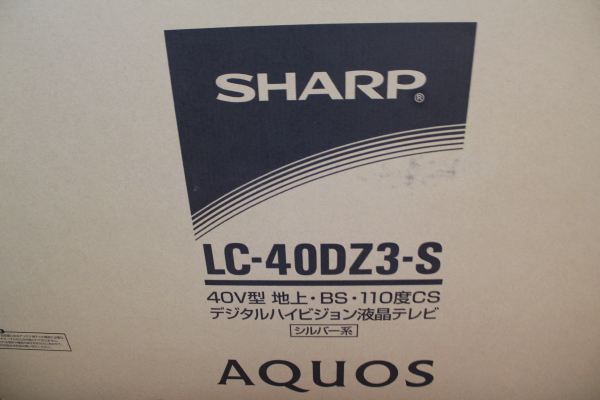 SHARP®
LC-40DZ3-S
40V型 地上・BS・110度CS
デジタルハイビジョン液晶テレビ
シルバー系
AQUOS